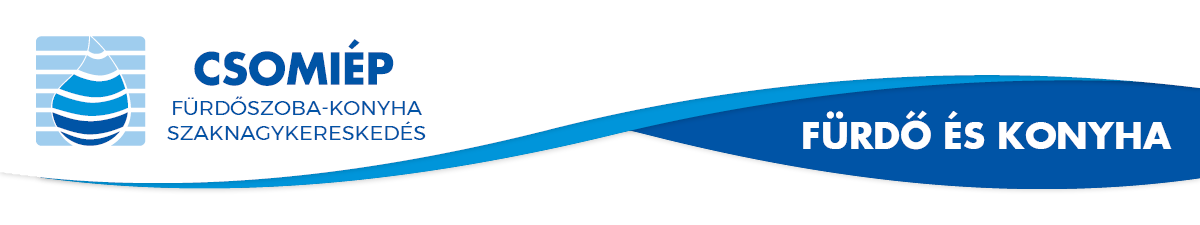 CSOMIÉP
FÜRDŐSZOBA-KONYHA
SZAKNAGYKERESKEDÉS
FÜRDŐ ÉS KONYHA